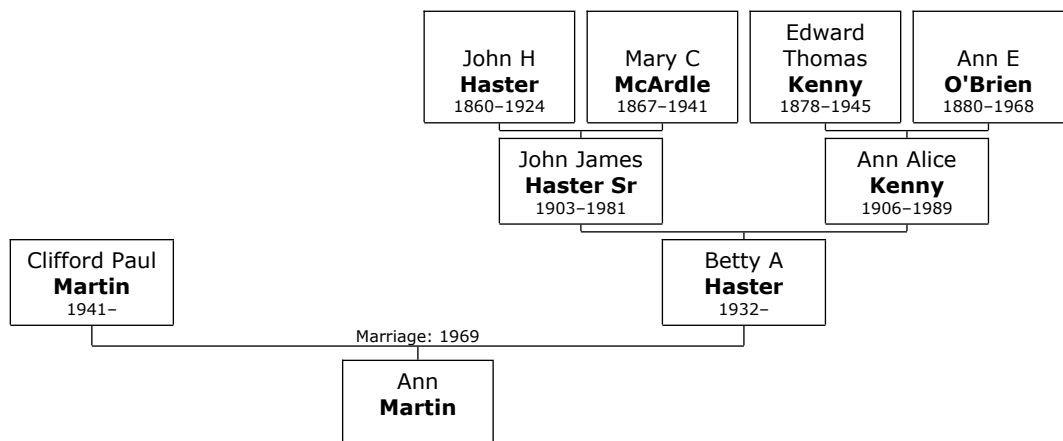 John H
Haster
1860–1924
Mary C
McArdle
1867–1941
Edward
Thomas
Kenny
1878–1945
Ann E
O'Brien
1880–1968
John James
Haster Sr
1903–1981
Ann Alice
Kenny
1906–1989
Clifford Paul
Martin
1941–
Betty A
Haster
1932–
Marriage: 1969
Ann
Martin